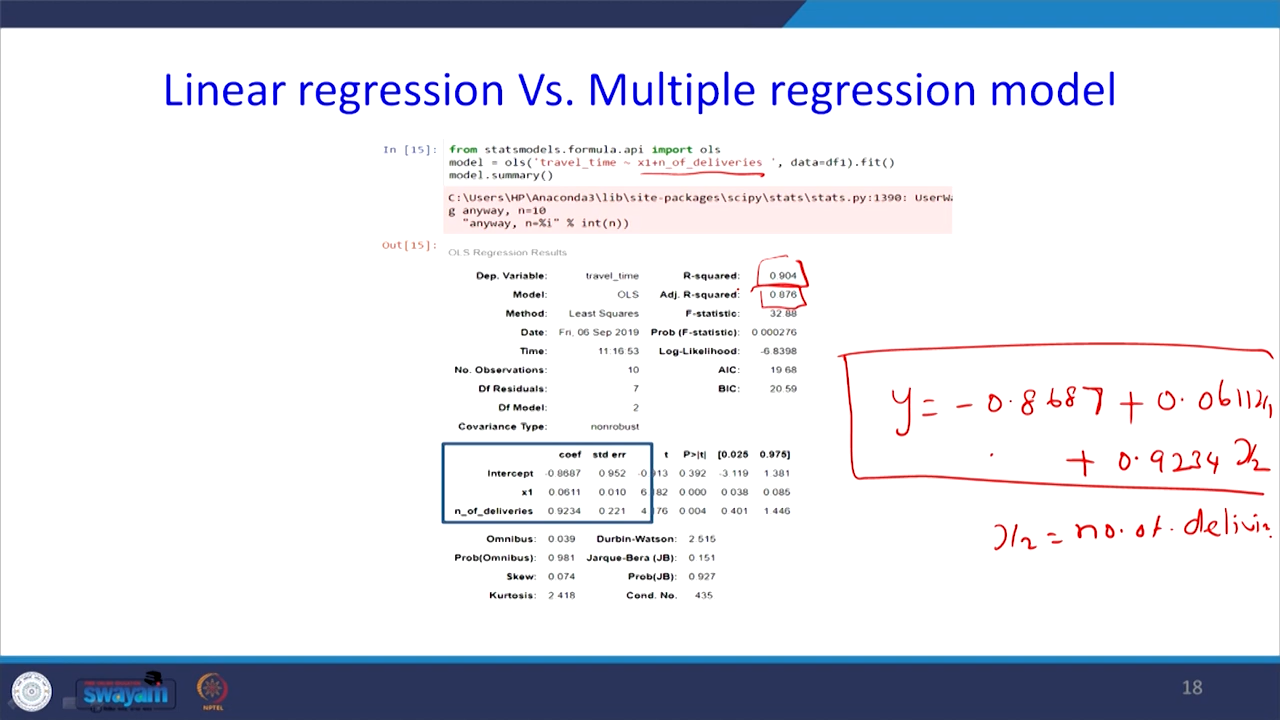 Linear regression Vs. Multiple regression model
In [15]: from statsmodels.formula.api import ols
model = ols('travel_time ~ x1+n_of_deliveries ', data=df1).fit()
model.summary()
C:\Users\HP\Anaconda3\lib\site-packages\scipy\stats\stats.py:1390: UserWa
g anyway, n=10
"anyway, n=%i" % int(n))
Out[15]: OLS Regression Results
Dep. Variable: travel_time R-squared: 0.904
Model: OLS Adj. R-squared: 0.876
Method: Least Squares F-statistic: 32.88
Date: Fri, 06 Sep 2019 Prob (F-statistic): 0.000276
Time: 11:16:53 Log-Likelihood: -6.8398
No. Observations: 10 AIC: 19.68
Df Residuals: 7 BIC: 20.59
Df Model: 2
Covariance Type: nonrobust
coef std err t P>|t| [0.025 0.975]
Intercept -0.8687 0.952 -0.913 0.392 -3.119 1.381
x1 0.0611 0.010 6.182 0.000 0.038 0.085
n_of_deliveries 0.9234 0.221 4.176 0.004 0.401 1.446
Omnibus: 0.039 Durbin-Watson: 2.515
Prob(Omnibus): 0.981 Jarque-Bera (JB): 0.151
Skew: 0.074 Prob(JB): 0.927
Kurtosis: 2.418 Cond. No. 435
y = - 0.8687 + 0.0611x1
+ 0.9234 x2
x2 = no. of. deliv
swayam
NPTEL
18